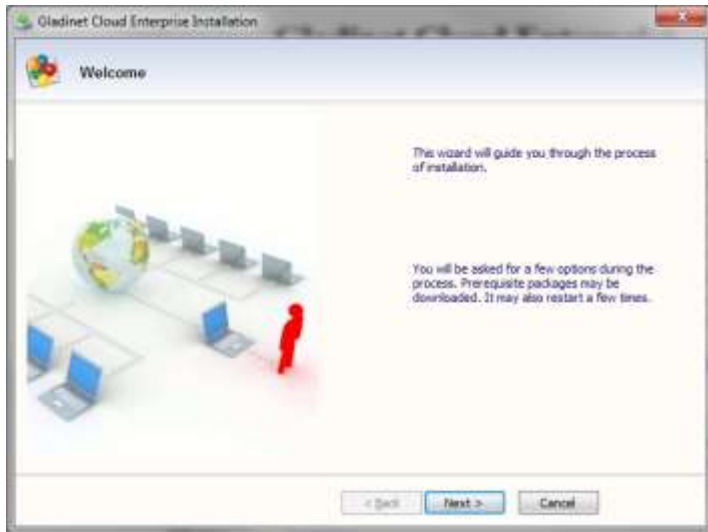 Gladinet Cloud Enterprise Installation
Welcome
This wizard will guide you through the process
of installation.
You will be asked for a few options during the
process. Prerequisite packages may be
downloaded. It may also restart a few times.
< Back
Next >
Cancel